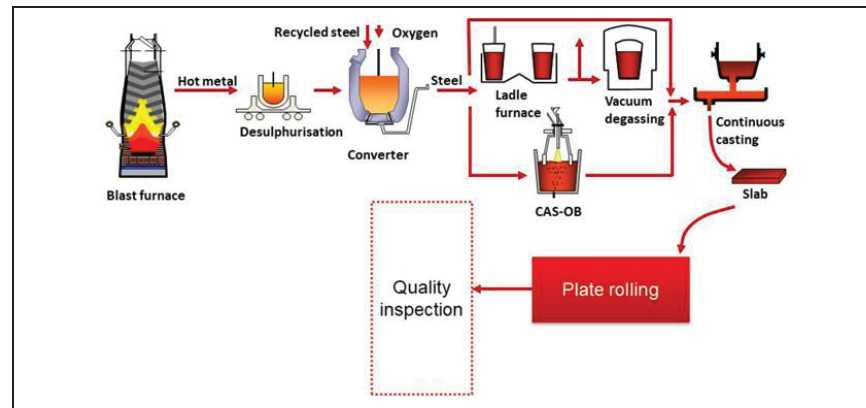 Recycled steel
Oxygen
Hot metal
Steel
Desulphurisation
Converter
Blast furnace
Ladle
furnace
Vacuum
degassing
Continuous
casting
CAS-OB
Slab
Plate rolling
Quality
inspection